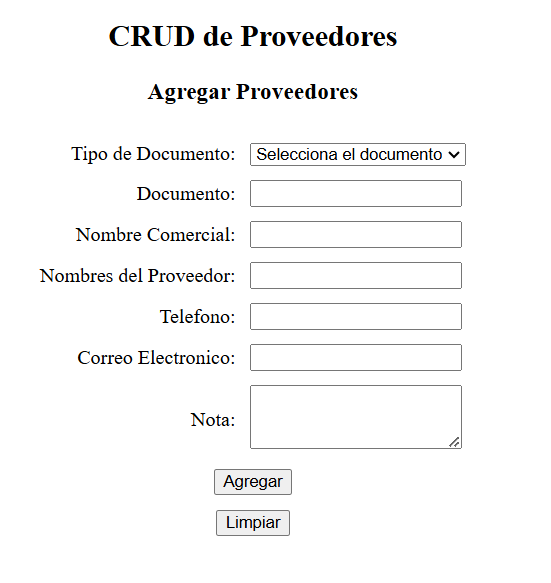 CRUD de Proveedores
Agregar Proveedores
Tipo de Documento: Selecciona el documento
Documento:
Nombre Comercial:
Nombres del Proveedor:
Telefono:
Correo Electronico:
Nota:
Agregar
Limpiar